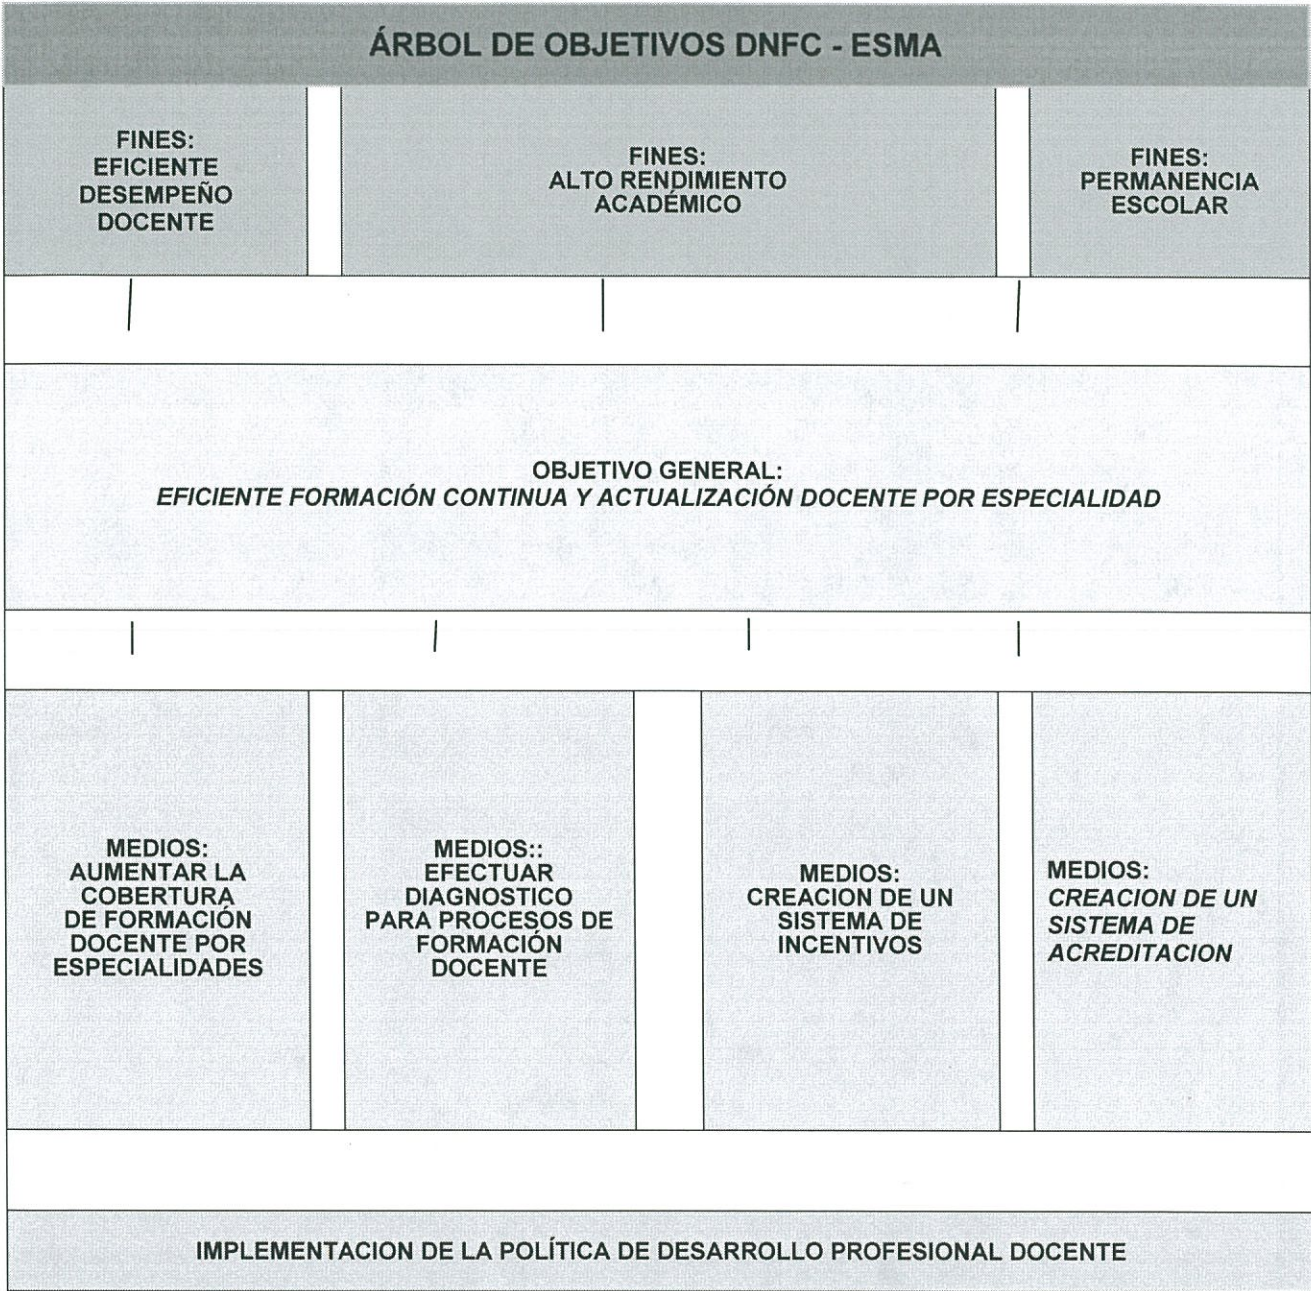 ÁRBOL DE OBJETIVOS DNFC - ESMA
FINES:
EFICIENTE
DESEMPEÑO
DOCENTE
FINES:
ALTO RENDIMIENTO
ACADÉMICO
FINES:
PERMANENCIA
ESCOLAR
OBJETIVO GENERAL:
EFICIENTE FORMACIÓN CONTINUA Y ACTUALIZACIÓN DOCENTE POR ESPECIALIDAD
MEDIOS:
AUMENTAR LA
COBERTURA
DE FORMACIÓN
DOCENTE POR
ESPECIALIDADES
MEDIOS::
EFECTUAR
DIAGNOSTICO
PARA PROCESOS DE
FORMACIÓN
DOCENTE
MEDIOS:
CREACION DE UN
SISTEMA DE
INCENTIVOS
MEDIOS:
CREACION DE UN
SISTEMA DE
ACREDITACION
IMPLEMENTACION DE LA POLÍTICA DE DESARROLLO PROFESIONAL DOCENTE